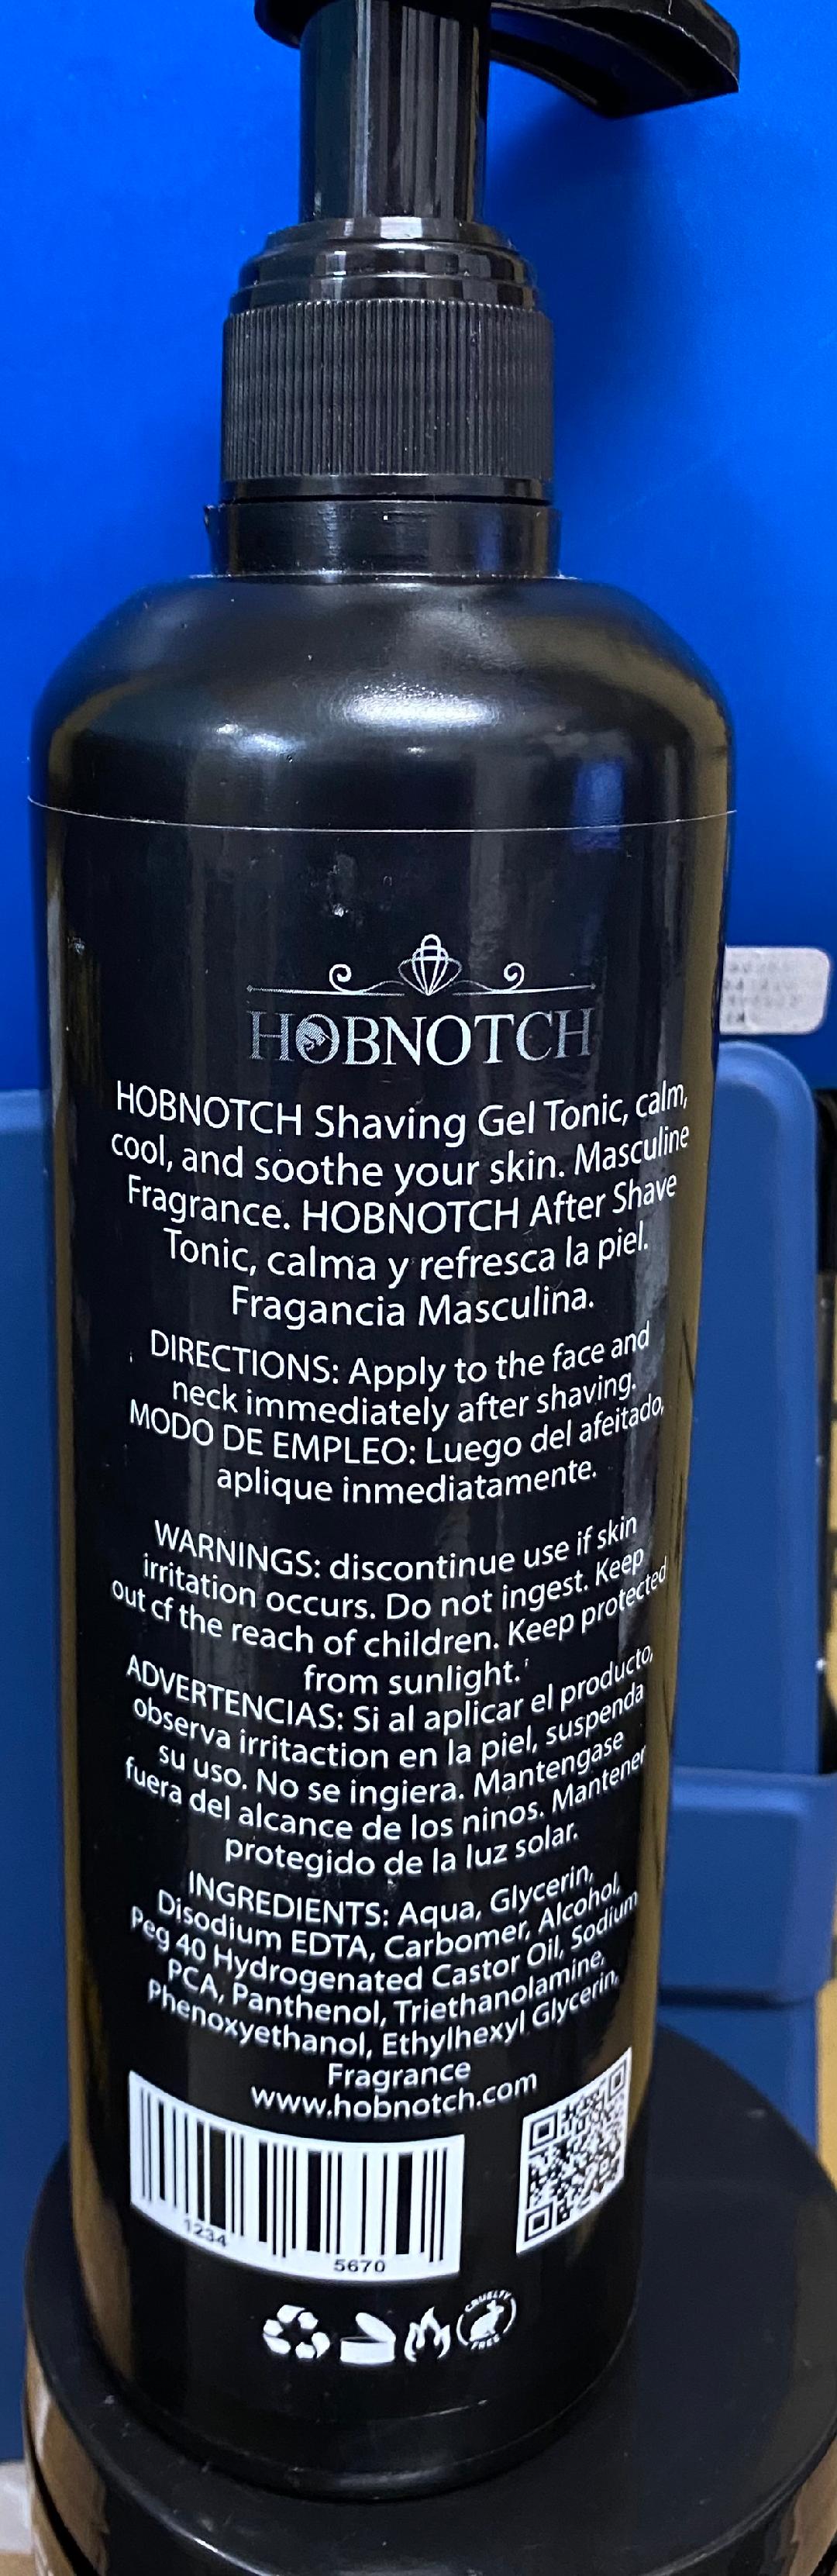 HOBNOTCH
HOBNOTCH Shaving Gel Tonic, calm,
cool, and soothe your skin. Masculine
Fragrance. HOBNOTCH After Shave
Tonic, calma y refresca la piel.
Fragancia Masculina.
DIRECTIONS: Apply to the face and
neck immediately after shaving.
MODO DE EMPLEO: Luego del afeitado,
aplique inmediatamente.
WARNINGS: discontinue use if skin
irritation occurs. Do not ingest. Keep
out of the reach of children. Keep protected
from sunlight.
ADVERTENCIAS: Si al aplicar el producto,
observa irritaction en la piel, suspenda
su uso. No se ingiera. Mantengase
fuera del alcance de los ninos. Mantener
protegido de la luz solar.
INGREDIENTS: Aqua, Glycerin,
Disodium EDTA, Carbomer, Alcohol,
Peg 40 Hydrogenated Castor Oil, Sodium
PCA, Panthenol, Triethanolamine,
Phenoxyethanol, Ethylhexyl Glycerin,
Fragrance
www.hobnotch.com
1234 5670
CRUELTY
FREE